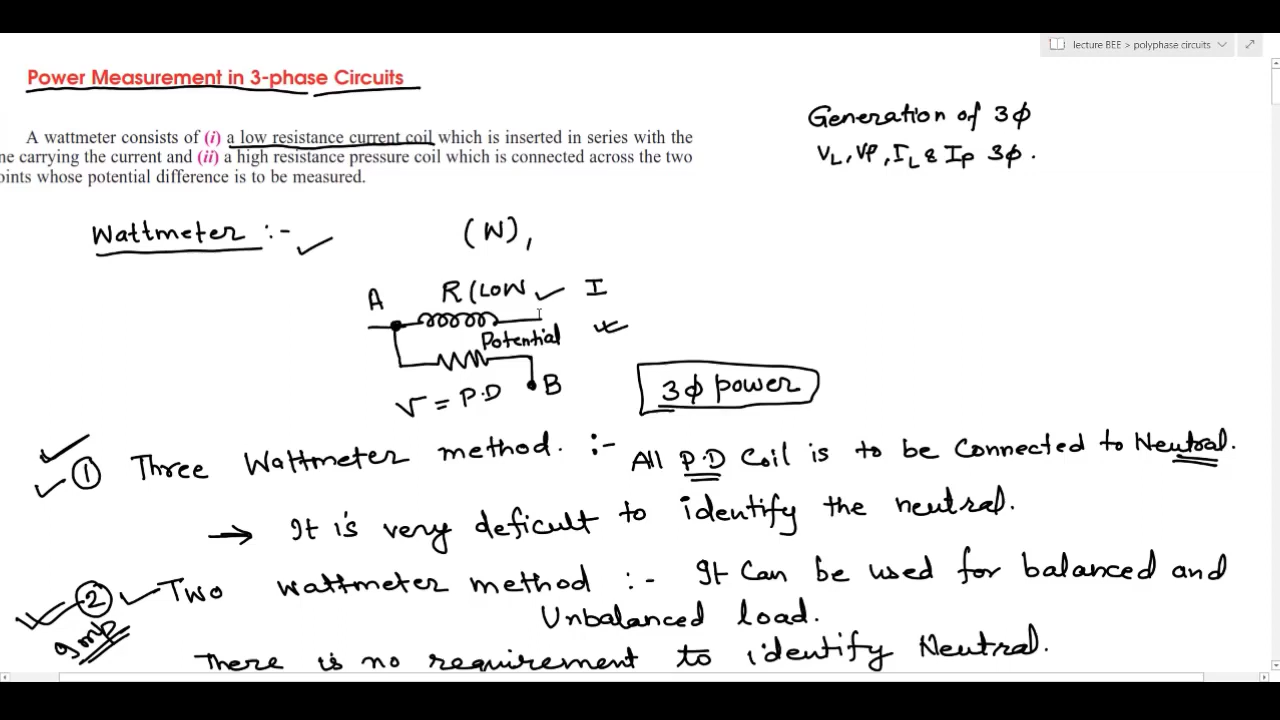 lecture BEE > polyphase circuits
Power Measurement in 3-phase Circuits
Generation of 3ϕ
VL, VP, IL & IP 3ϕ.
A wattmeter consists of (i) a low resistance current coil which is inserted in series with the
ne carrying the current and (ii) a high resistance pressure coil which is connected across the two
oints whose potential difference is to be measured.
Wattmeter :-
(W),
A
R (LOW
I
Potential
B
V = P.D
3ϕ power
1 Three Wattmeter method. :- All P.D Coil is to be Connected to Neutral.
→ It is very deficult to identify the neutral.
2 Two wattmeter method :- It Can be used for balanced and
Unbalanced load.
Imp
There is no requirement to identify Neutral.